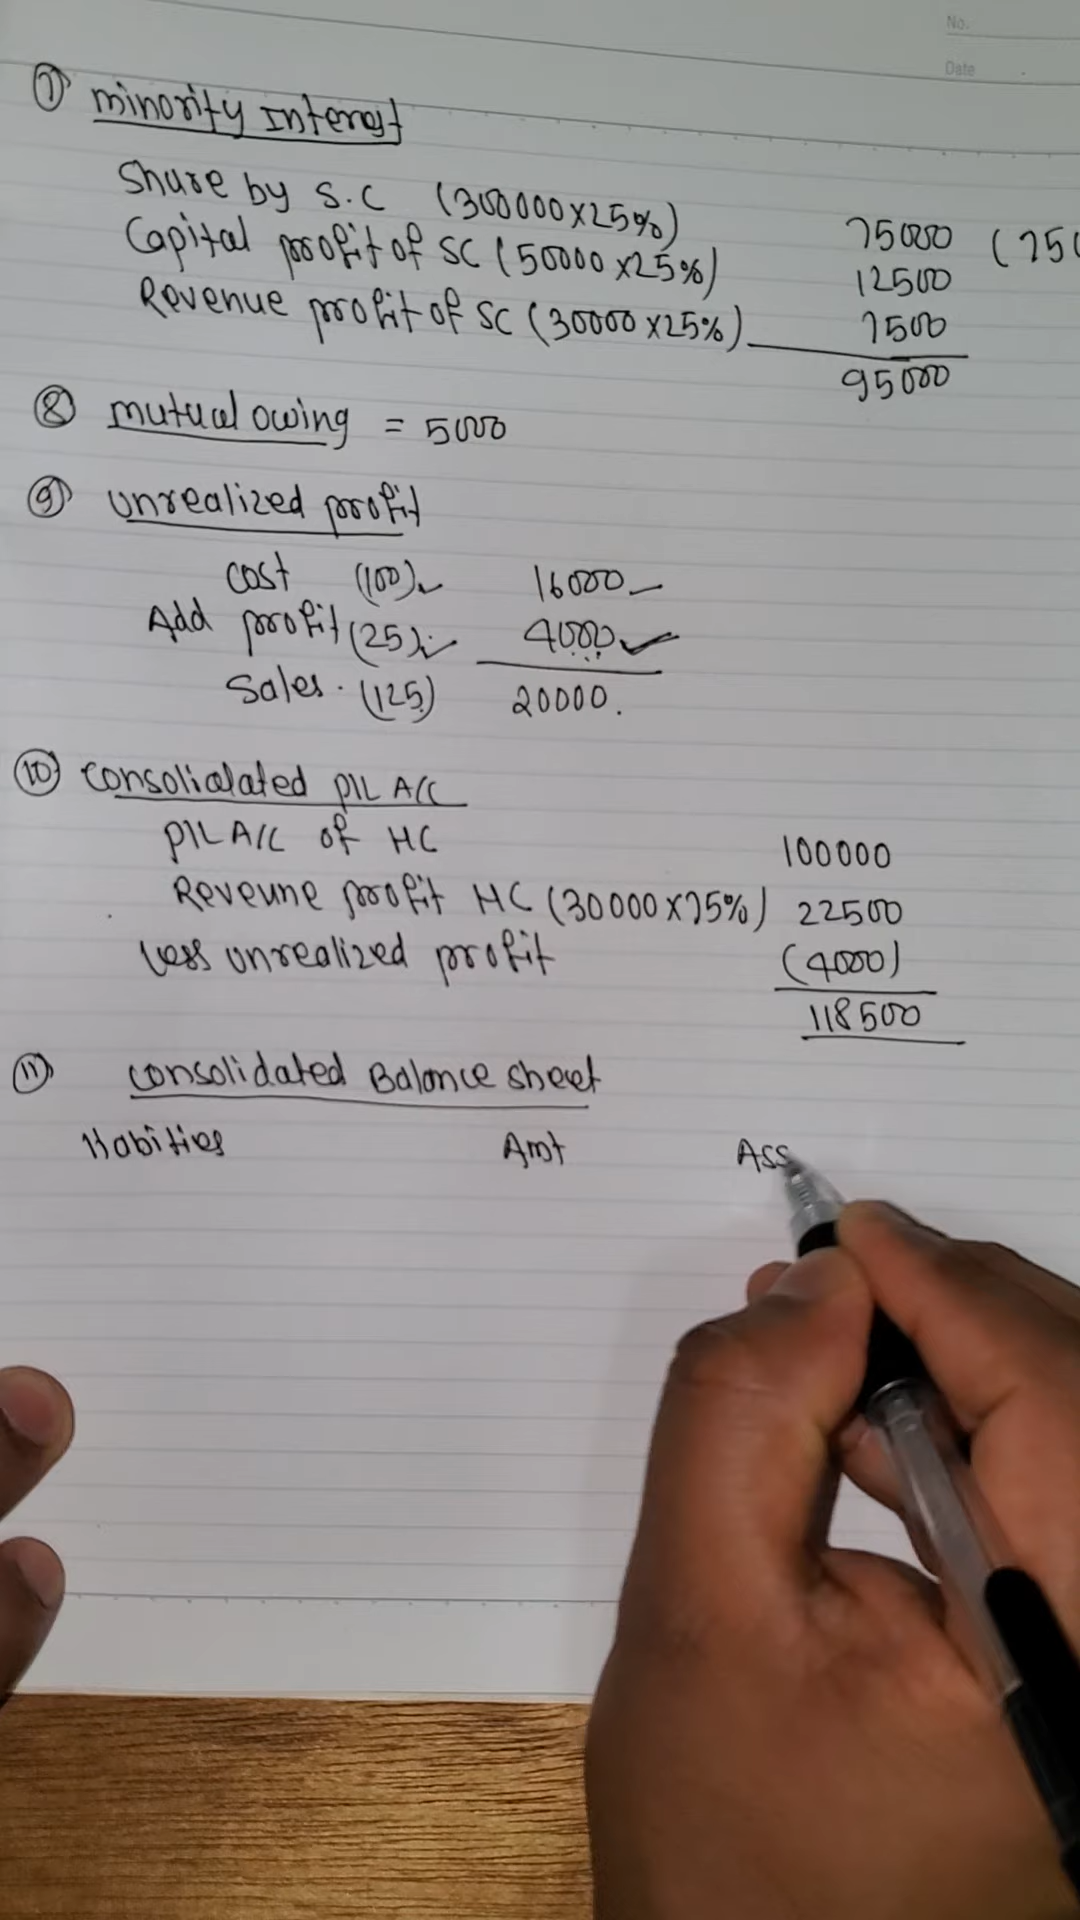 No.
Date
⑦ minority Interest
Share by S.C (300000x25%) 75000 (750
Capital profit of SC (50000x25%) 12500
Revenue profit of SC (30000x25%) 7500
95000
⑧ mutual owing = 5000
⑨ unrealized profit
Cost (100) 16000
Add profit (25) 4000
Sales. (125) 20000.
⑩ Consolidated P/L A/C
P/L A/C of HC 100000
Reveune profit HC (30000x75%) 22500
Less unrealized profit (4000)
118500
⑪ Consolidated Balance sheet
liabities Amt Ass